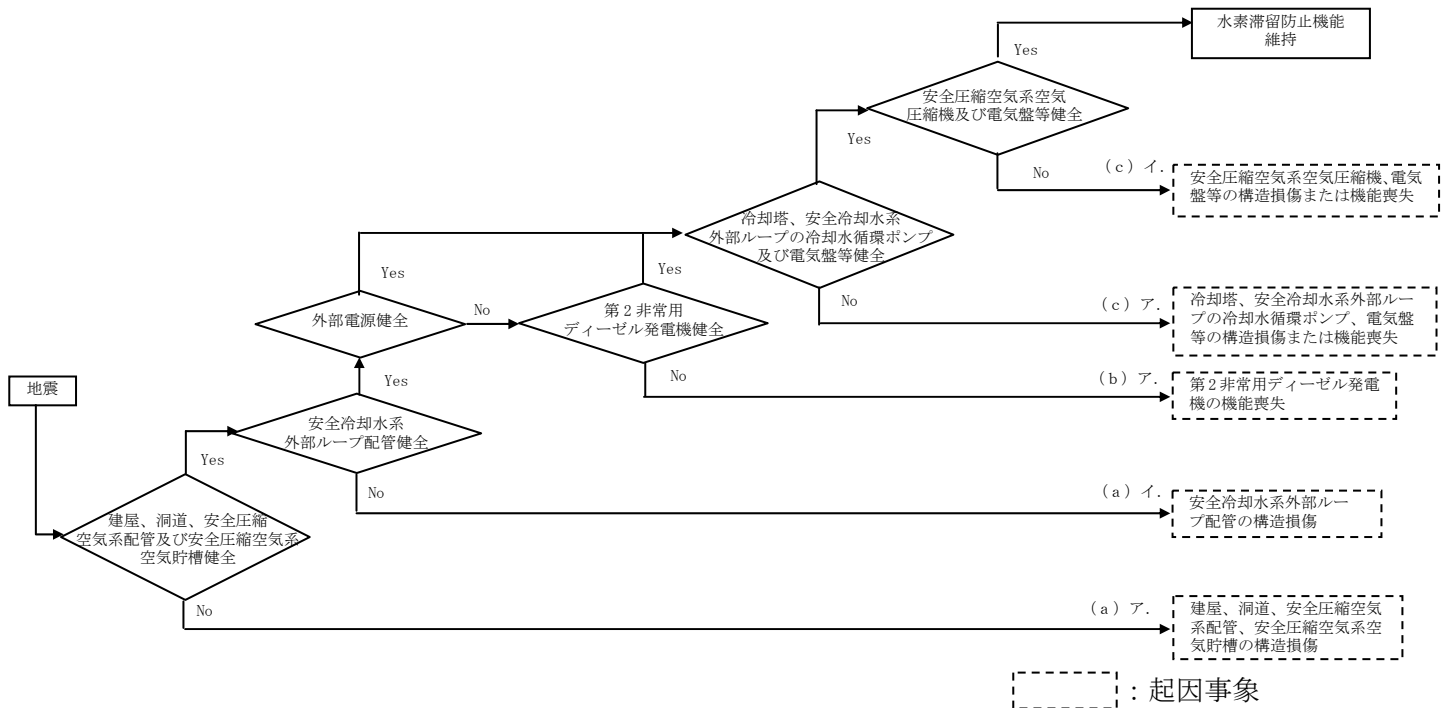 水素滞留防止機能
維持
Yes
安全圧縮空気系空気
圧縮機及び電気盤等健全
Yes
No
(c)イ.
安全圧縮空気系空気圧縮機、電気
盤等の構造損傷または機能喪失
冷却塔、安全冷却水系
外部ループの冷却水循環ポンプ
及び電気盤等健全
Yes
Yes
No
(c)ア.
冷却塔、安全冷却水系外部ルー
プの冷却水循環ポンプ、電気盤
等の構造損傷または機能喪失
外部電源健全
No
第2非常用
ディーゼル発電機健全
No
(b)ア.
第2非常用ディーゼル発電
機の機能喪失
地震
Yes
安全冷却水系
外部ループ配管健全
Yes
No
(a)イ.
安全冷却水系外部ルー
プ配管の構造損傷
建屋、洞道、安全圧縮
空気系配管及び安全圧縮空気系
空気貯槽健全
No
(a)ア.
建屋、洞道、安全圧縮空気
系配管、安全圧縮空気系空
気貯槽の構造損傷
：起因事象